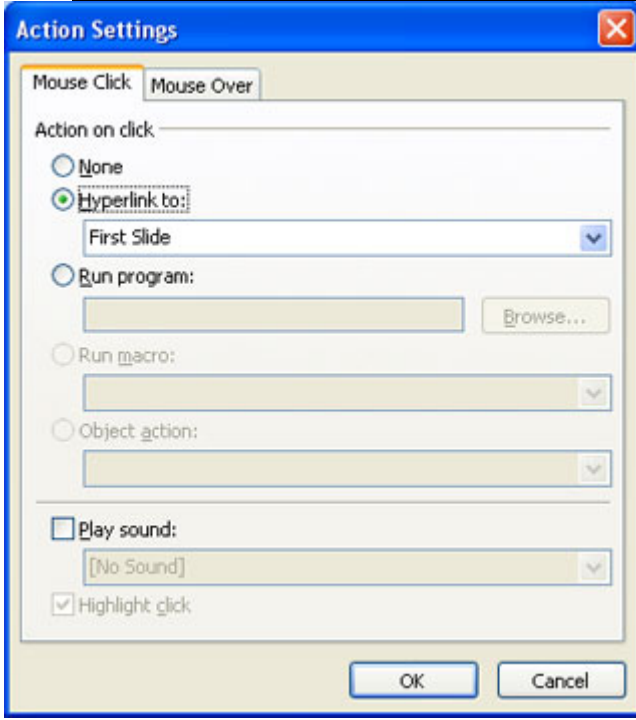 Action Settings
Mouse Click Mouse Over
Action on click
None
Hyperlink to:
First Slide
Run program:
Browse...
Run macro:
Object action:
Play sound:
[No Sound]
Highlight click
OK Cancel